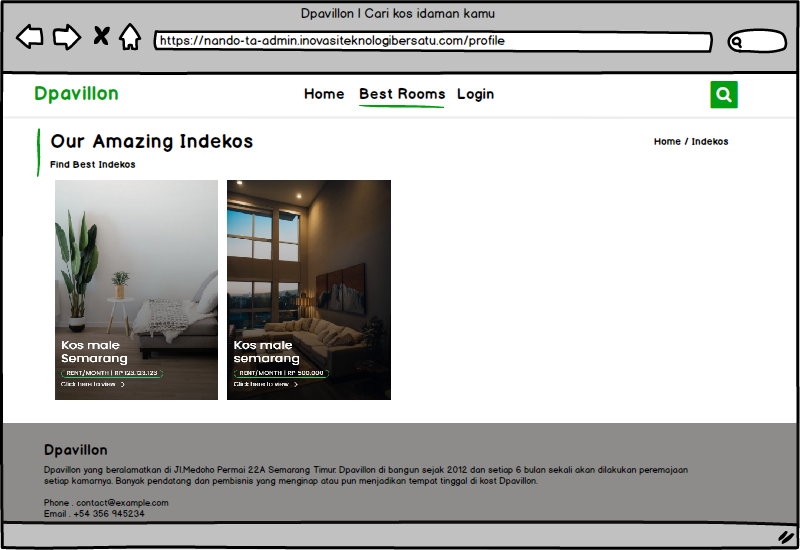 Dpavillon | Cari kos idaman kamu
https://nando-ta-admin.inovasiteknologibersatu.com/profile
Dpavillon
Home Best Rooms Login
Our Amazing Indekos
Home / Indekos
Find Best Indekos
Kos male
Semarang
RENT/MONTH | RP 123.123.123
Click here to view >
Kos male
semarang
RENT/MONTH | RP 500.000
Click here to view >
Dpavillon
Dpavillon yang beralamatkan di Jl.Medoho Permai 22A Semarang Timur. Dpavillon di bangun sejak 2012 dan setiap 6 bulan sekali akan dilakukan peremajaan
setiap kamarnya. Banyak pendatang dan pembisnis yang menginap atau pun menjadikan tempat tinggal di kost Dpavillon.
Phone . contact@example.com
Email . +54 356 945234